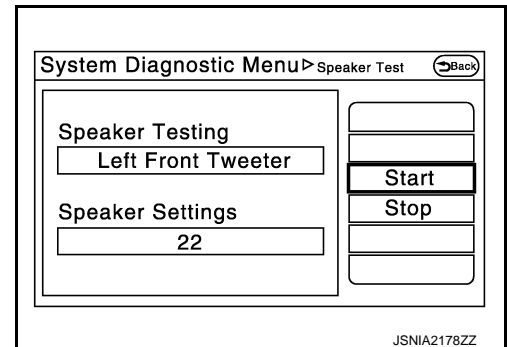 System Diagnostic Menu▷Speaker Test Back
Speaker Testing
Left Front Tweeter
Start
Speaker Settings
Stop
22
JSNIA2178ZZ